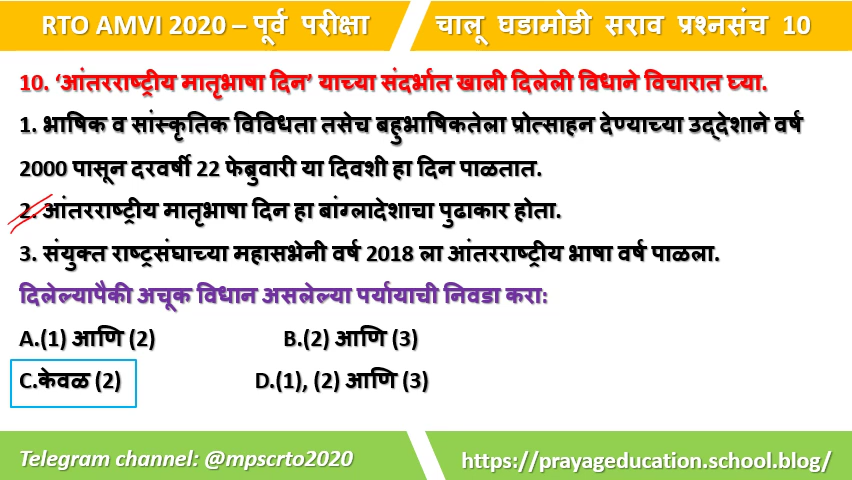 RTO AMVI 2020 – पूर्व परीक्षा चालू घडामोडी सराव प्रश्नसंच 10
10. ‘आंतरराष्ट्रीय मातृभाषा दिन’ याच्या संदर्भात खाली दिलेली विधाने विचारात घ्या.
1. भाषिक व सांस्कृतिक विविधता तसेच बहुभाषिकतेला प्रोत्साहन देण्याच्या उद्देशाने वर्ष
2000 पासून दरवर्षी 22 फेब्रुवारी या दिवशी हा दिन पाळतात.
2. आंतरराष्ट्रीय मातृभाषा दिन हा बांग्लादेशाचा पुढाकार होता.
3. संयुक्त राष्ट्रसंघाच्या महासभेनी वर्ष 2018 ला आंतरराष्ट्रीय भाषा वर्ष पाळला.
दिलेल्यापैकी अचूक विधान असलेल्या पर्यायाची निवडा करा:
A.(1) आणि (2) B.(2) आणि (3)
C.केवळ (2) D.(1), (2) आणि (3)
Telegram channel: @mpscrto2020 https://prayageducation.school.blog/